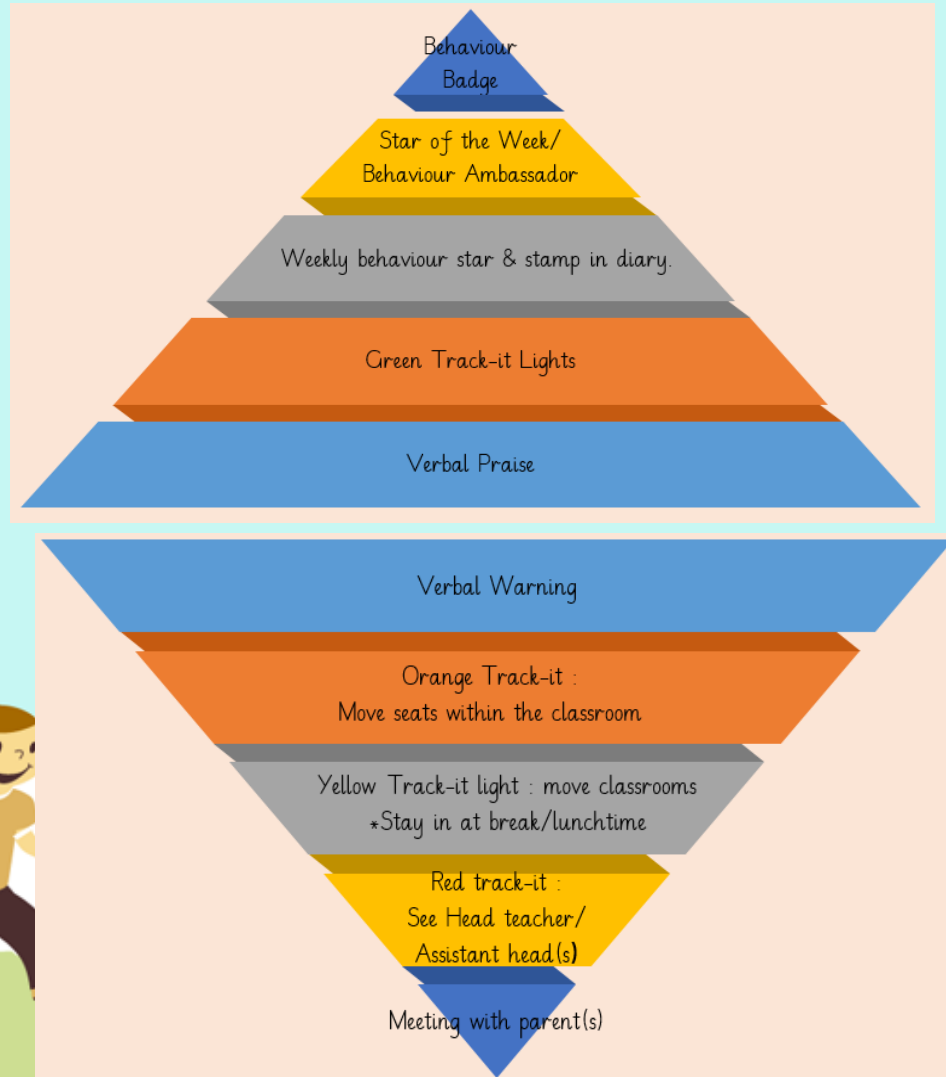 Behaviour
Badge
Star of the Week/
Behaviour Ambassador
Weekly behaviour star & stamp in diary.
Green Track-it Lights
Verbal Praise
Verbal Warning
Orange Track-it :
Move seats within the classroom
Yellow Track-it light : move classrooms
*Stay in at break/lunchtime
Red track-it :
See Head teacher/
Assistant head(s)
Meeting with parent(s)